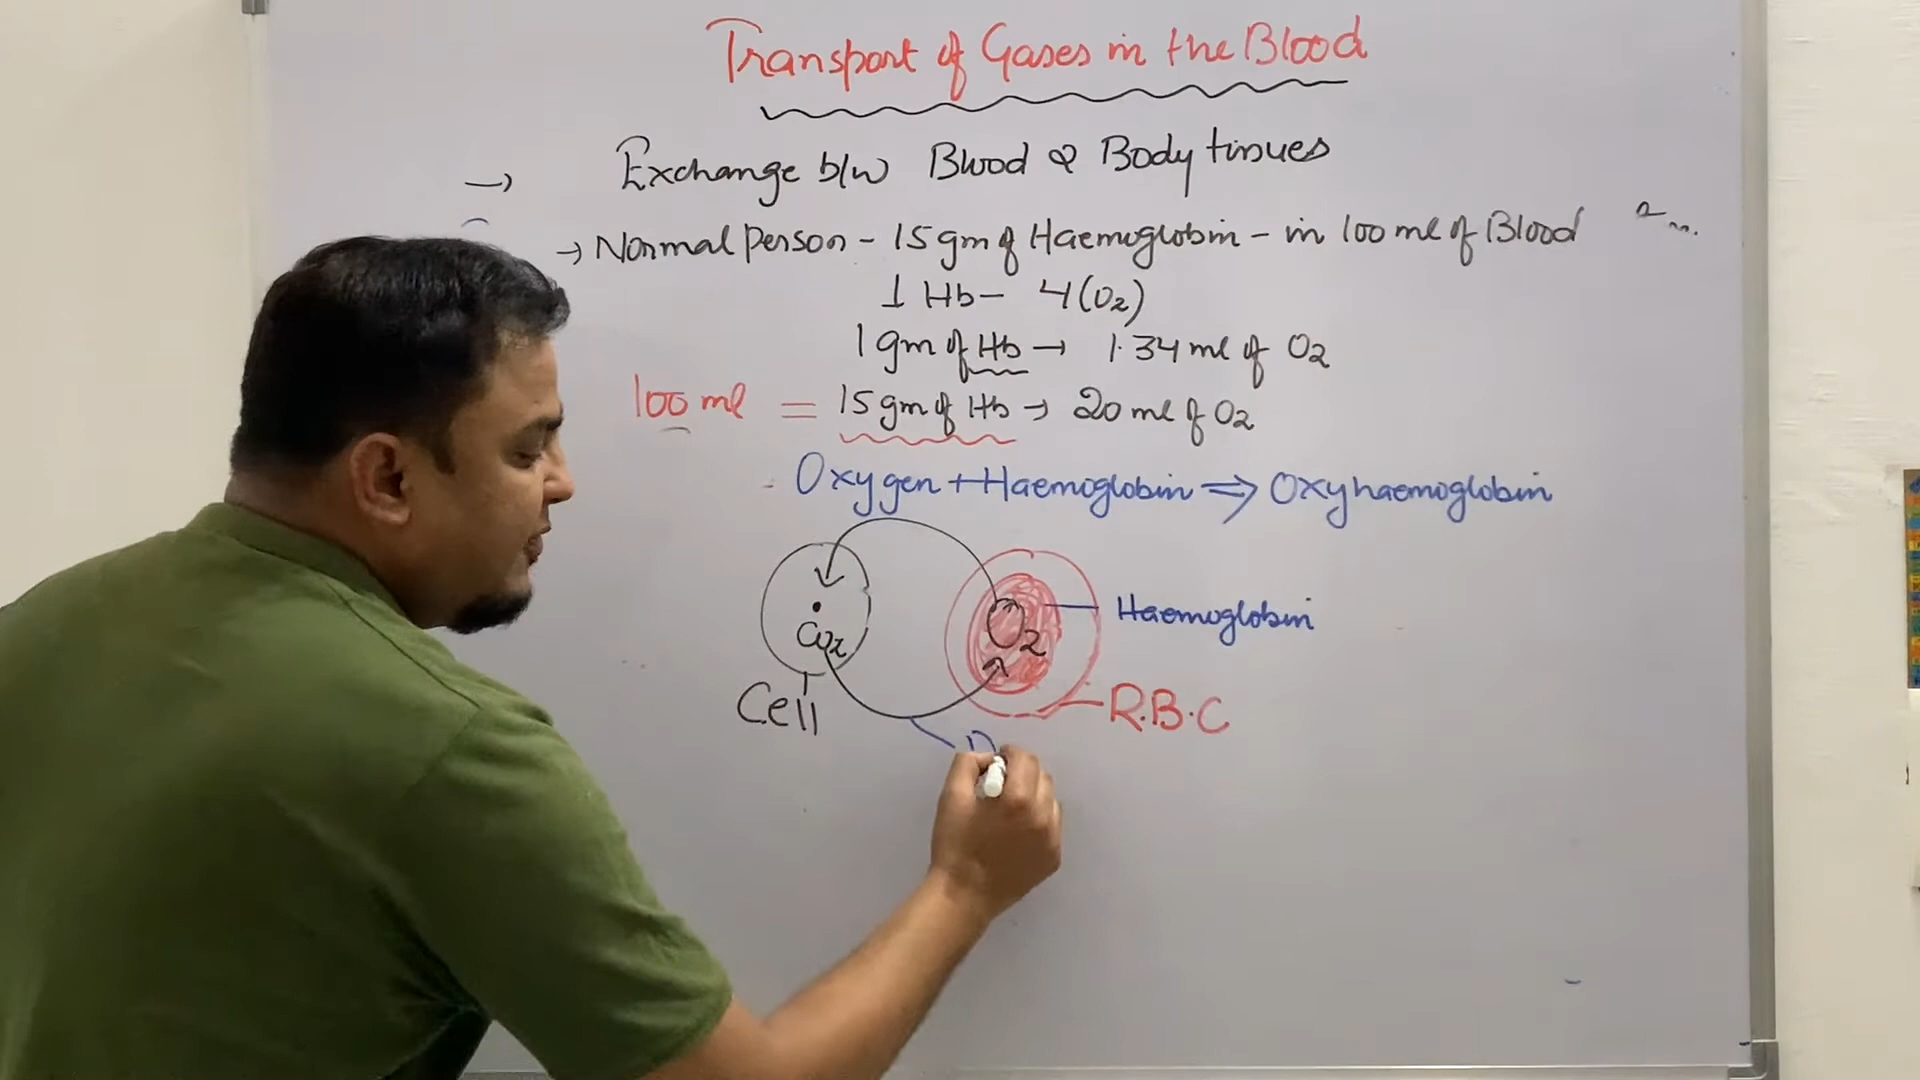 Transport of Gases in the Blood
→ Exchange b/w Blood & Body tissues
→ Normal Person - 15 gm of Haemoglobin - in 100 ml of Blood
1 Hb - 4(O2)
1 gm of Hb → 1.34 ml of O2
100 ml = 15 gm of Hb → 20 ml of O2
Oxygen + Haemoglobin ⇒ Oxyhaemoglobin
CO2
O2
Haemoglobin
Cell
R.B.C